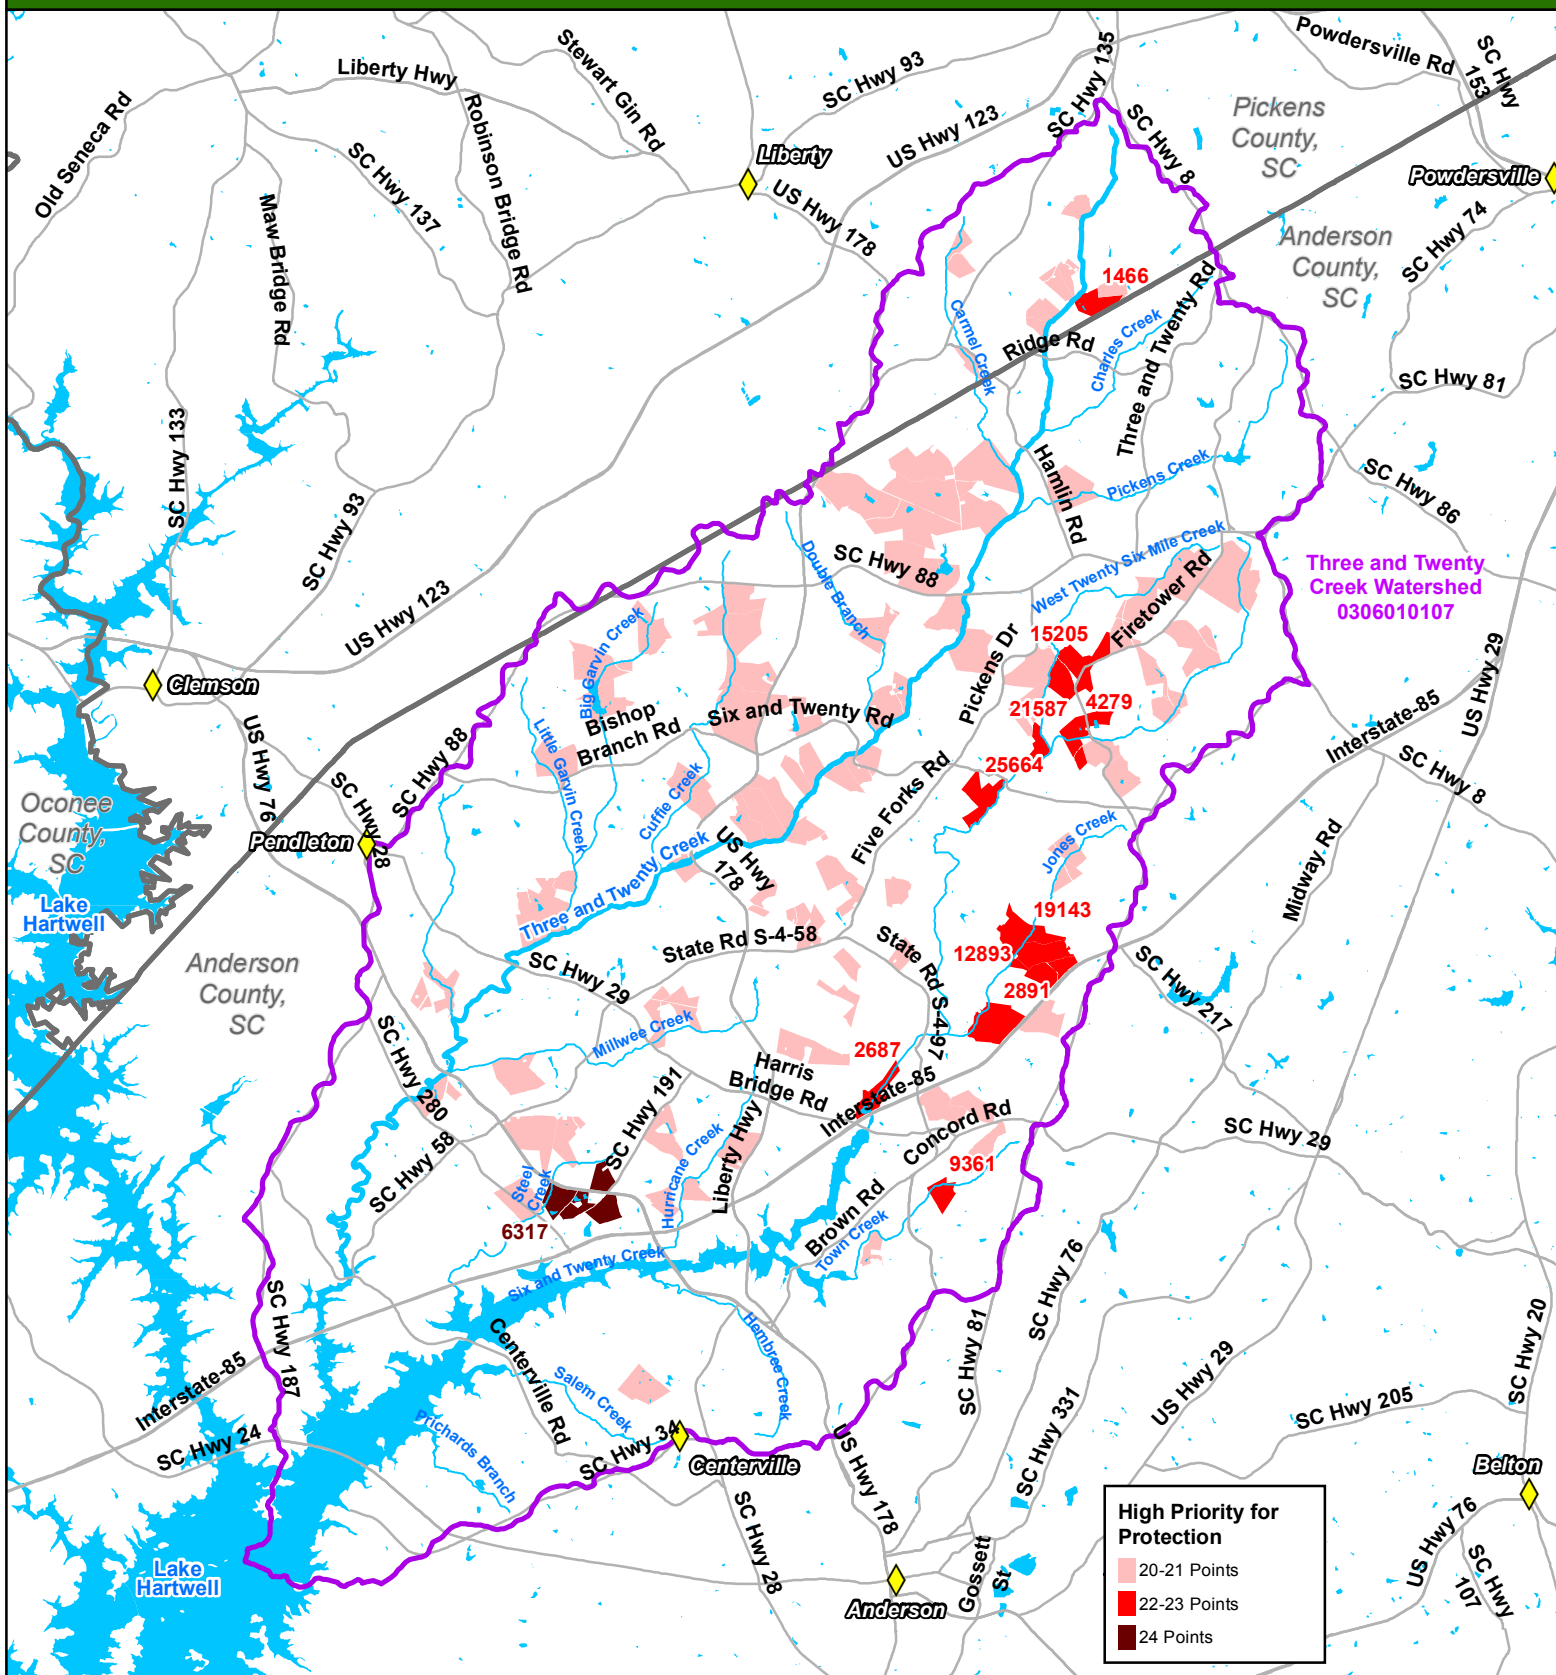 Powdersville Rd
SC Hwy
153
Stewart Gin Rd
Liberty Hwy
SC Hwy 93
SC Hwy 135
Old Seneca Rd
Robinson Bridge Rd
US Hwy 123
SC Hwy 8
Pickens
County,
SC
SC Hwy 137
Liberty
Powdersville
US Hwy 178
Maw Bridge Rd
Anderson
County,
SC
SC Hwy 74
1466
Three and Twenty Rd
Carmel Creek
Ridge Rd
Charles Creek
SC Hwy 81
SC Hwy 133
Hamlin Rd
Pickens Creek
SC Hwy 86
SC Hwy 93
Double Branch
SC Hwy 88
West Twenty Six Mile Creek
Three and Twenty
Creek Watershed
0306010107
US Hwy 123
Firetower Rd
15205
Big Garvin Creek
Pickens Dr
US Hwy 29
Clemson
Bishop
Branch Rd
Six and Twenty Rd
21587
4279
Interstate-85
Little Garvin Creek
US Hwy 76
SC Hwy 88
SC Hwy 28
25664
SC Hwy 8
Oconee
County,
SC
Cuffie Creek
Five Forks Rd
Pendleton
Three and Twenty Creek
US Hwy
178
Jones Creek
Midway Rd
Lake
Hartwell
19143
State Rd S-4-58
State Rd S-4-97
12893
SC Hwy 29
SC Hwy 217
2891
Anderson
County,
SC
Millwee Creek
SC Hwy 280
2687
Harris
Bridge Rd
Interstate-85
SC Hwy 191
Concord Rd
SC Hwy 29
SC Hwy 58
Steel
Creek
Hurricane Creek
Liberty Hwy
9361
6317
Brown Rd
Town Creek
Six and Twenty Creek
SC Hwy 76
SC Hwy 187
Centerville Rd
Hembree Creek
SC Hwy 81
SC Hwy 20
Interstate-85
Salem Creek
US Hwy 29
SC Hwy 205
SC Hwy 24
Prichards Branch
SC Hwy 34
SC Hwy 331
Centerville
US Hwy 178
Belton
SC Hwy 28
US Hwy 76
SC Hwy
107
Lake
Hartwell
Gossett
St
Anderson
High Priority for
Protection
20-21 Points
22-23 Points
24 Points